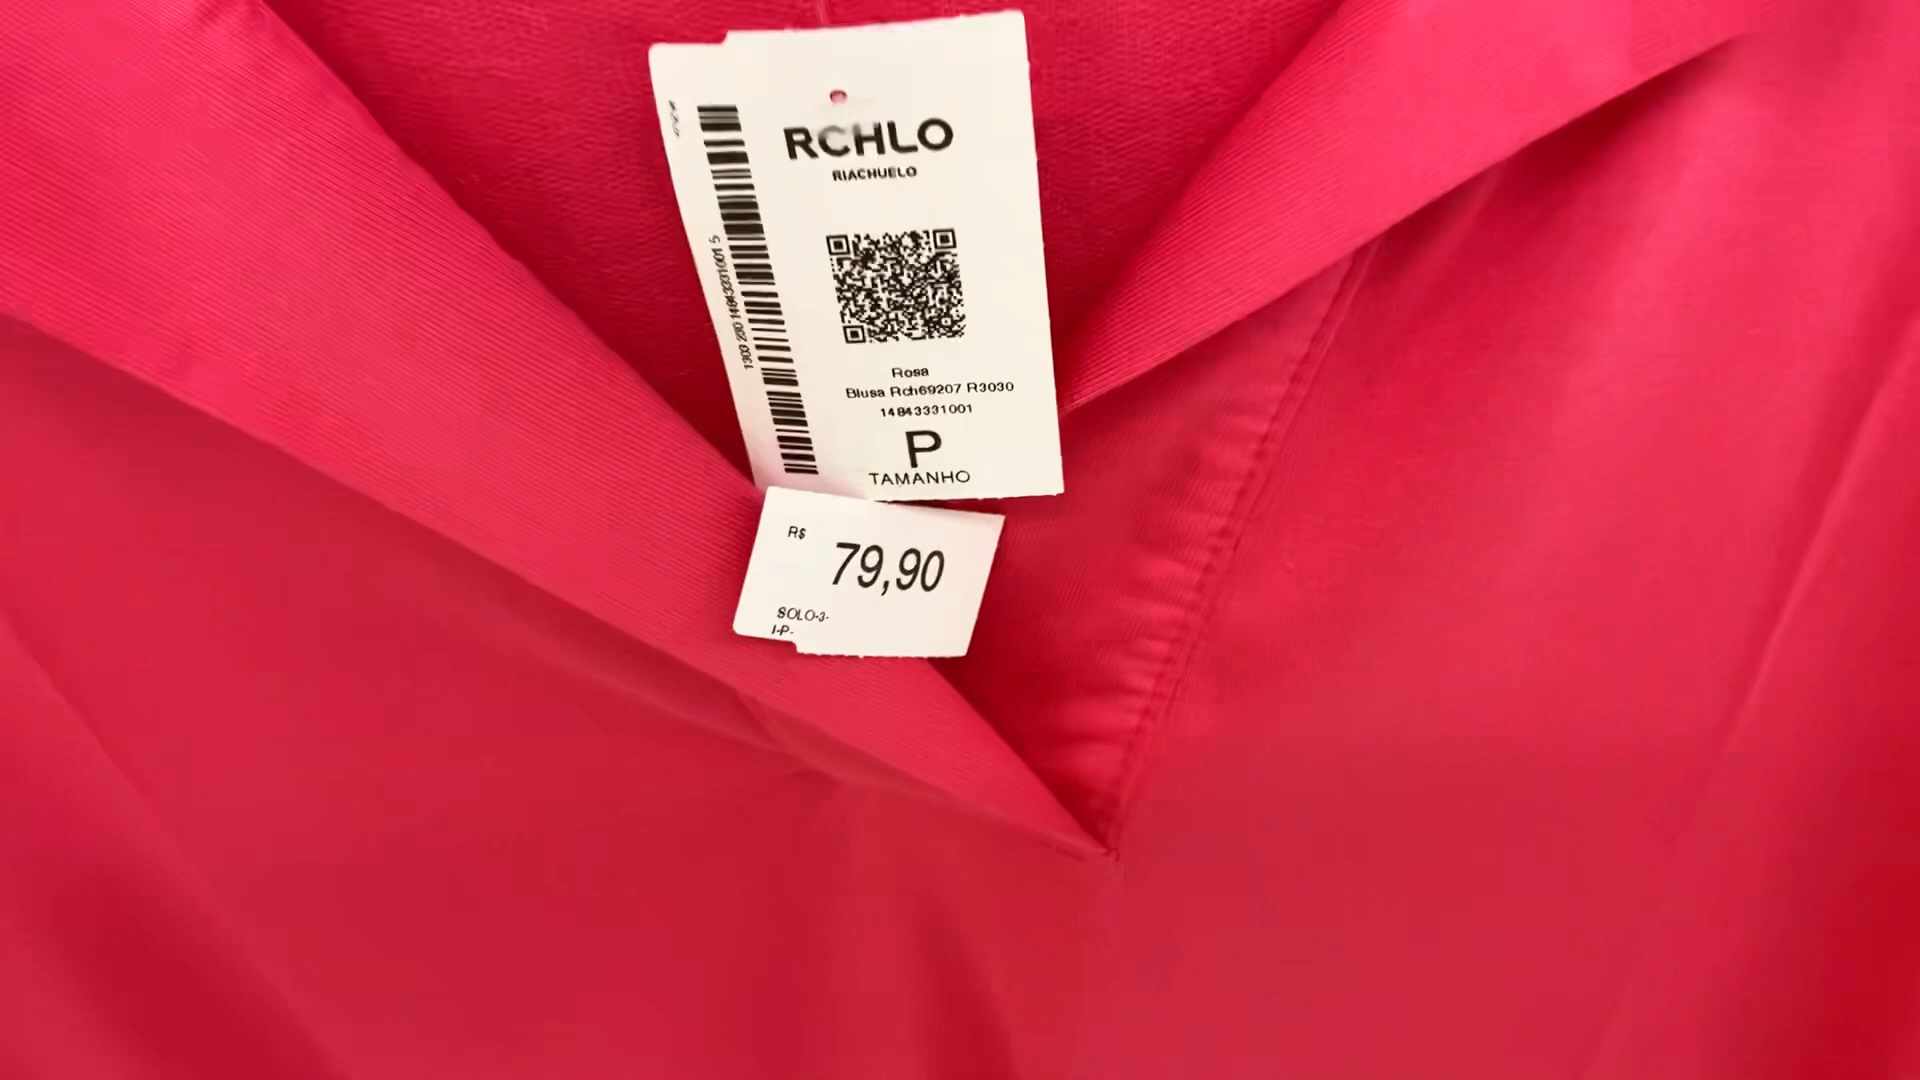 RCHLO
RIACHUELO
Rosa
Blusa Rch69207 R3030
14843331001
P
TAMANHO
R$ 79,90
SOLO-3-
I-P-